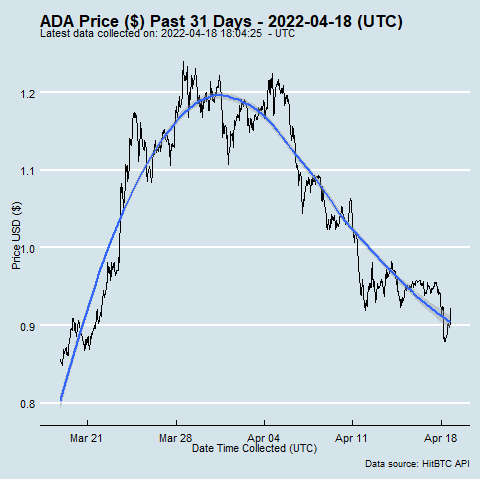 ADA Price ($) Past 31 Days - 2022-04-18 (UTC)
Latest data collected on: 2022-04-18 18:04:25  - UTC
1.2
1.1
1.0
0.9
0.8
Price USD ($)
Mar 21 Mar 28 Apr 04 Apr 11 Apr 18
Date Time Collected (UTC)
Data source: HitBTC API